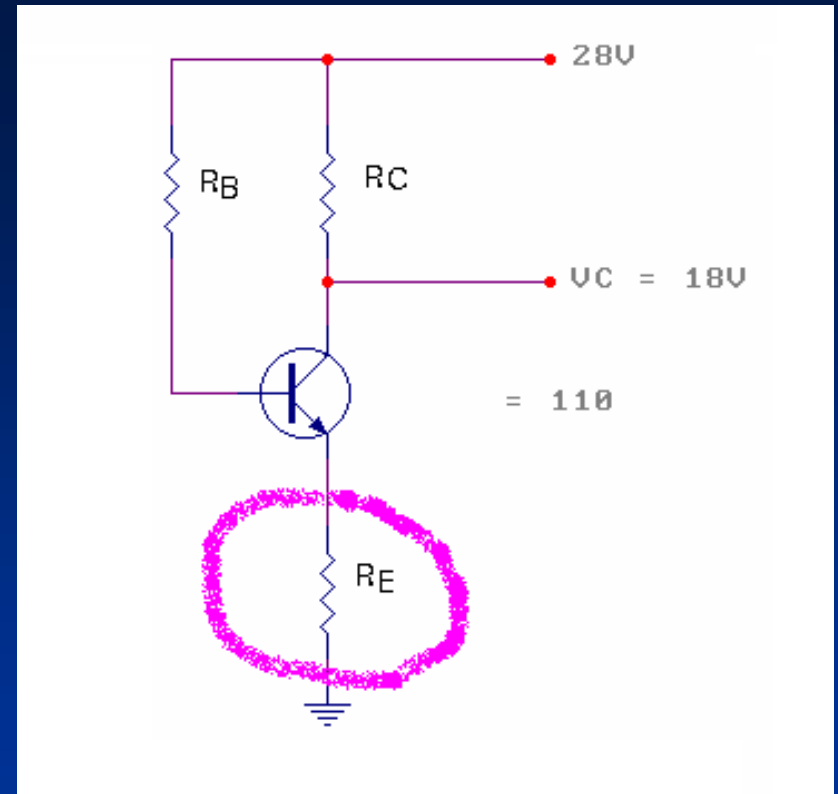 28V
RB
RC
VC = 18V
= 110
RE